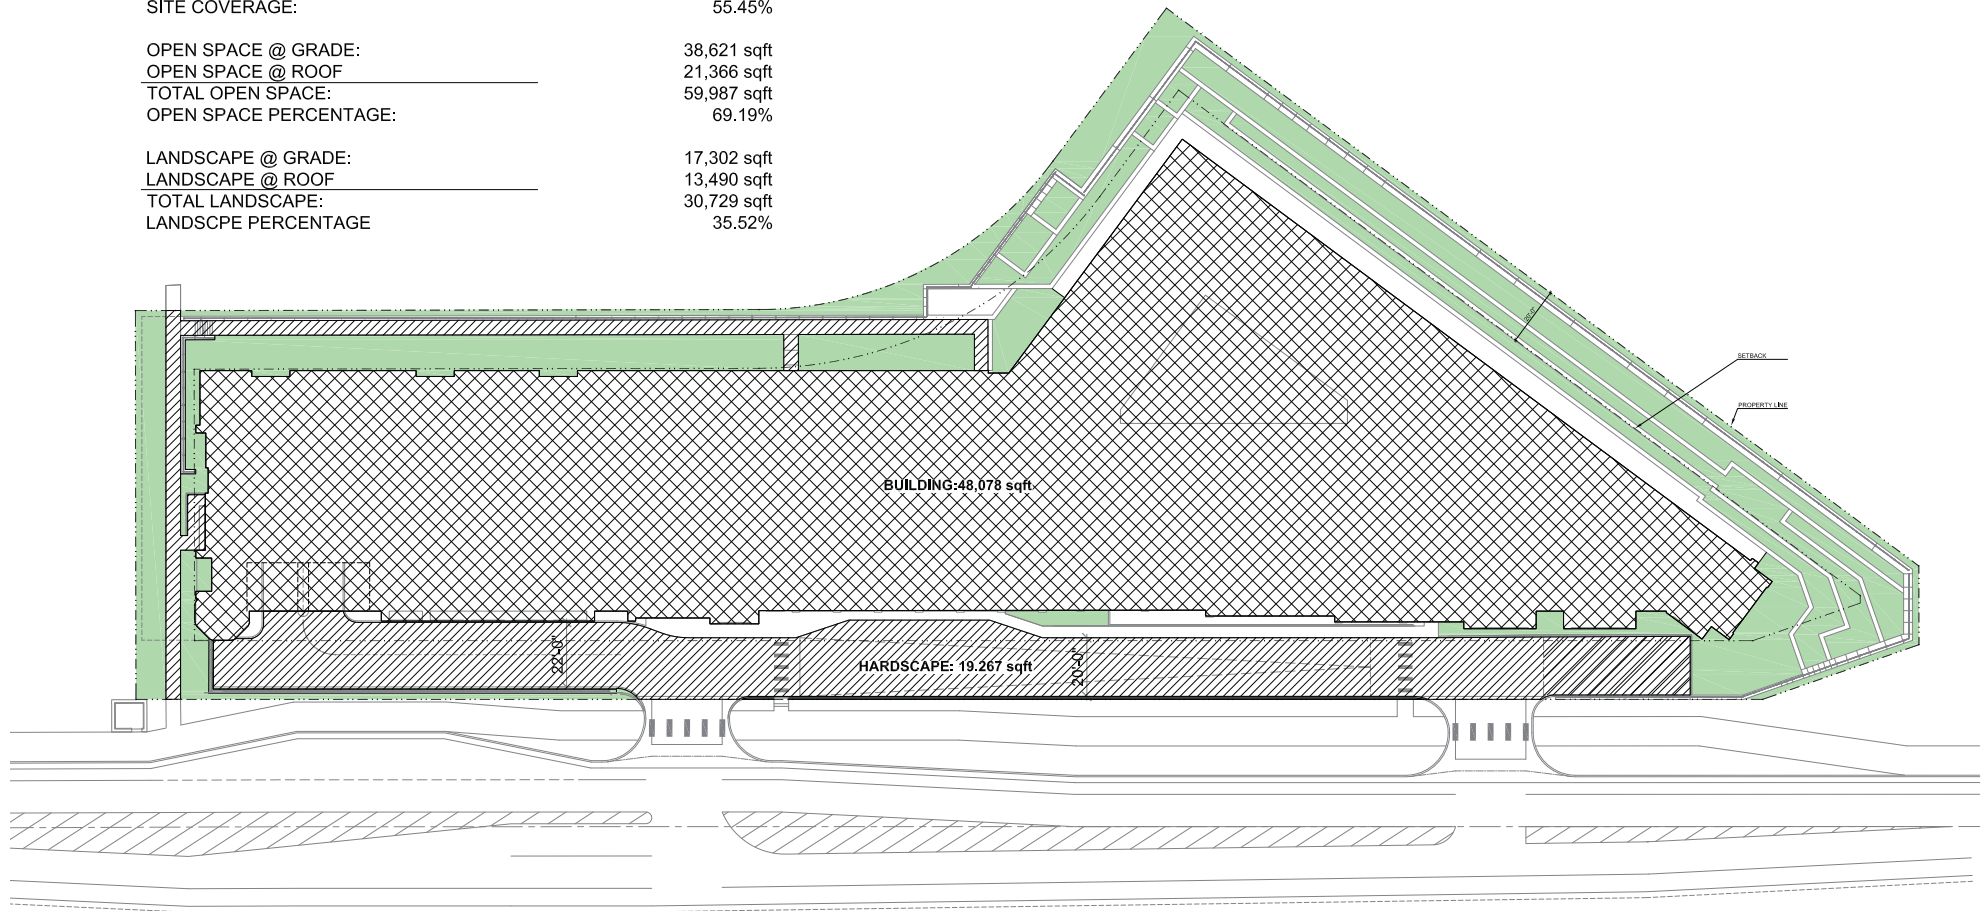 SITE COVERAGE: 55.45%
OPEN SPACE @ GRADE: 38,621 sqft
OPEN SPACE @ ROOF 21,366 sqft
TOTAL OPEN SPACE: 59,987 sqft
OPEN SPACE PERCENTAGE: 69.19%
LANDSCAPE @ GRADE: 17,302 sqft
LANDSCAPE @ ROOF 13,490 sqft
TOTAL LANDSCAPE: 30,729 sqft
LANDSCPE PERCENTAGE 35.52%
SETBACK
PROPERTY LINE
BUILDING:48,078 sqft
22'-0"
HARDSCAPE: 19.267 sqft
20'-0"